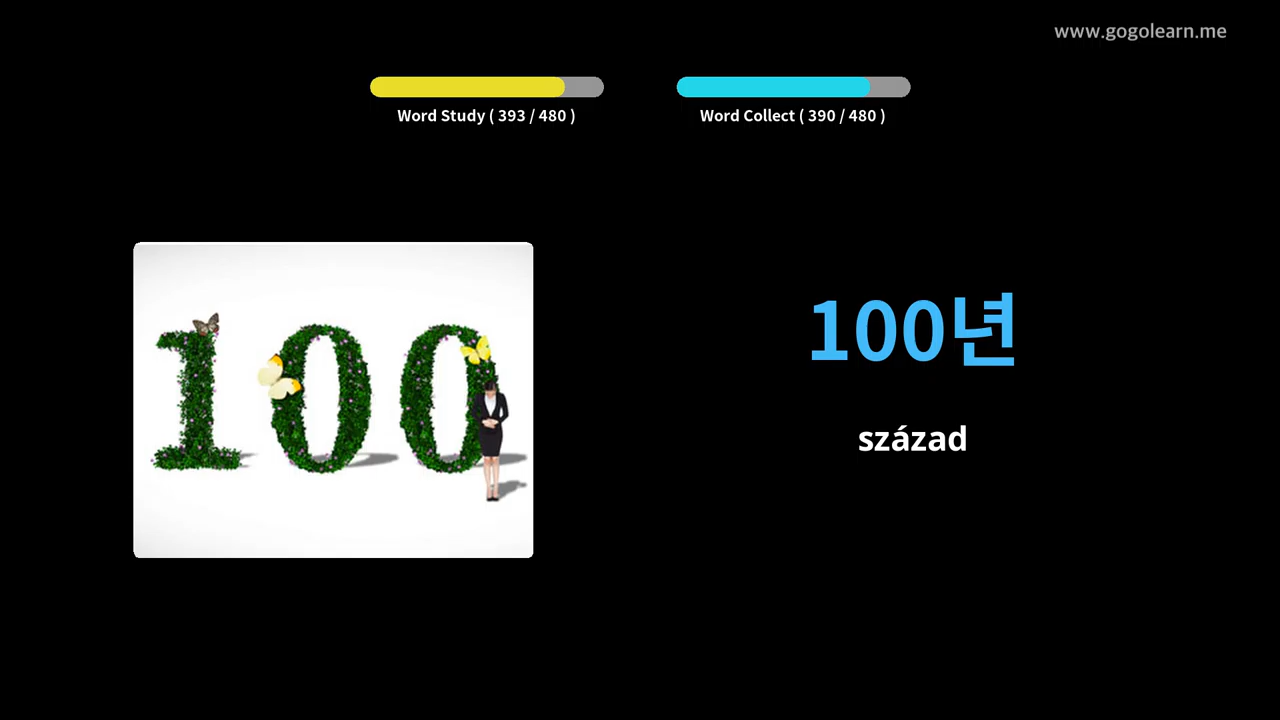 www.gogolearn.me
Word Study ( 393 / 480 )
Word Collect ( 390 / 480 )
100
100년
század